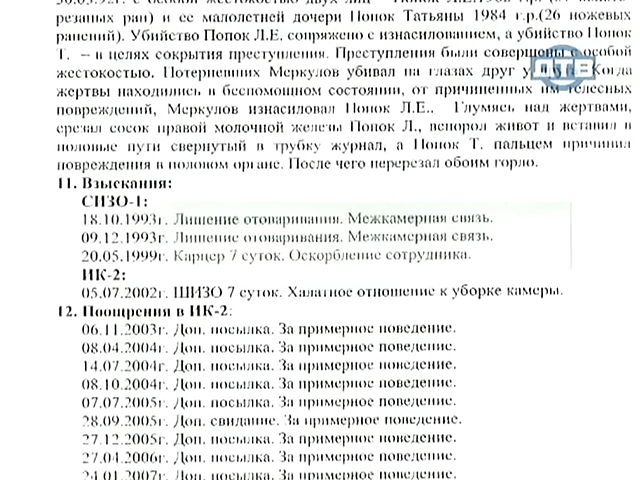 резаных ран) и ее малолетней дочери Попок Татьяны 1984 г.р.(26 ножевых
ранений). Убийство Попок Л.Е. сопряжено с изнасилованием, а убийство Попок
Т. – в целях сокрытия преступления. Преступления были совершены с особой
жестокостью. Потерпевших Меркулов убивал на глазах друг у Когда
жертвы находились в беспомощном состоянии, от причиненных им телесных
повреждений, Меркулов изнасиловал Попок Л.Е.. Глумясь над жертвами,
срезал сосок правой молочной железы Попок Л., вспорол живот и вставил в
половые пути свернутый в трубку журнал, а Попок Т. пальцем причинил
повреждения в половом органе. После чего перерезал обоим горло.
11. Взыскания:
СИЗО-1:
18.10.1993г. Лишение отоваривания. Межкамерная связь.
09.12.1993г. Лишение отоваривания. Межкамерная связь.
20.05.1999г. Карцер 7 суток. Оскорбление сотрудника.
ИК-2:
05.07.2002г. ШИЗО 7 суток. Халатное отношение к уборке камеры.
12. Поощрения в ИК-2:
06.11.2003г. Доп. посылка. За примерное поведение.
08.04.2004г. Доп. посылка. За примерное поведение.
14.07.2004г. Доп. посылка. За примерное поведение.
08.10.2004г. Доп. посылка. За примерное поведение.
07.07.2005г. Доп. посылка. За примерное поведение.
28.09.2005г. Доп. свидание. За примерное поведение.
27.12.2005г. Доп. посылка. За примерное поведение.
27.04.2006г. Доп. посылка. За примерное поведение.
24.01.2007г. Доп. посылка. За примерное поведение.
ДТВ